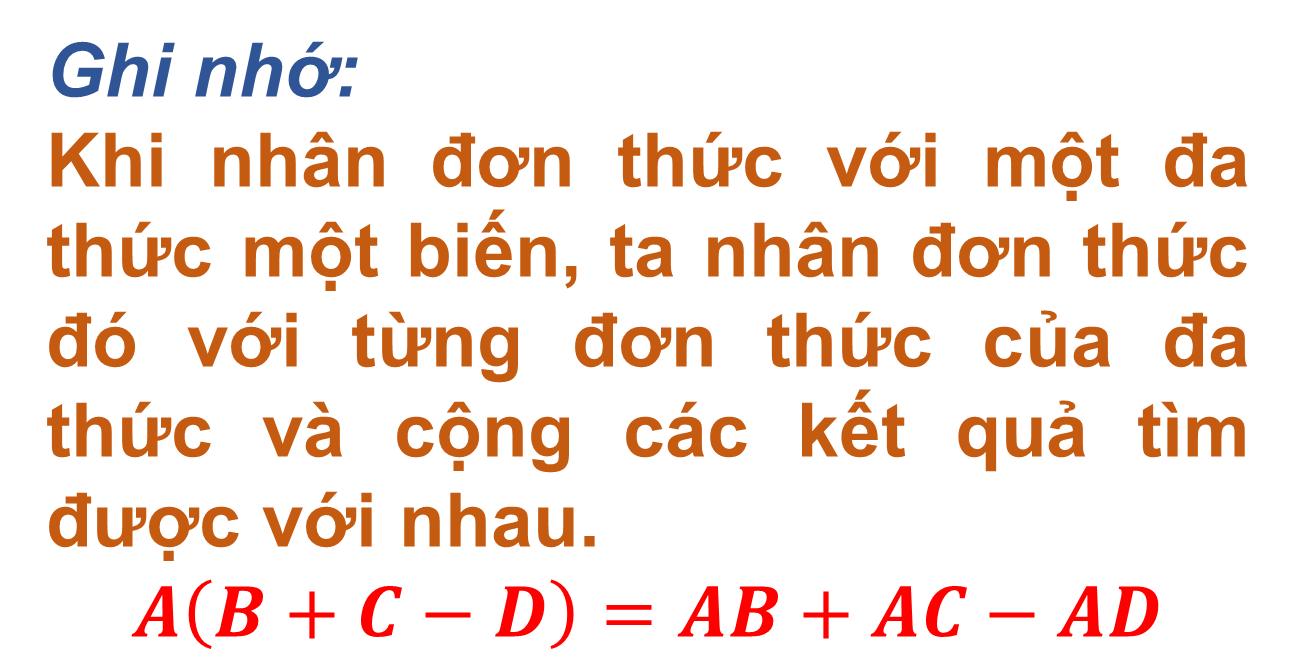 Ghi nhớ:
Khi nhân đơn thức với một đa
thức một biến, ta nhân đơn thức
đó với từng đơn thức của đa
thức và cộng các kết quả tìm
được với nhau.
A(B + C − D) = AB + AC − AD